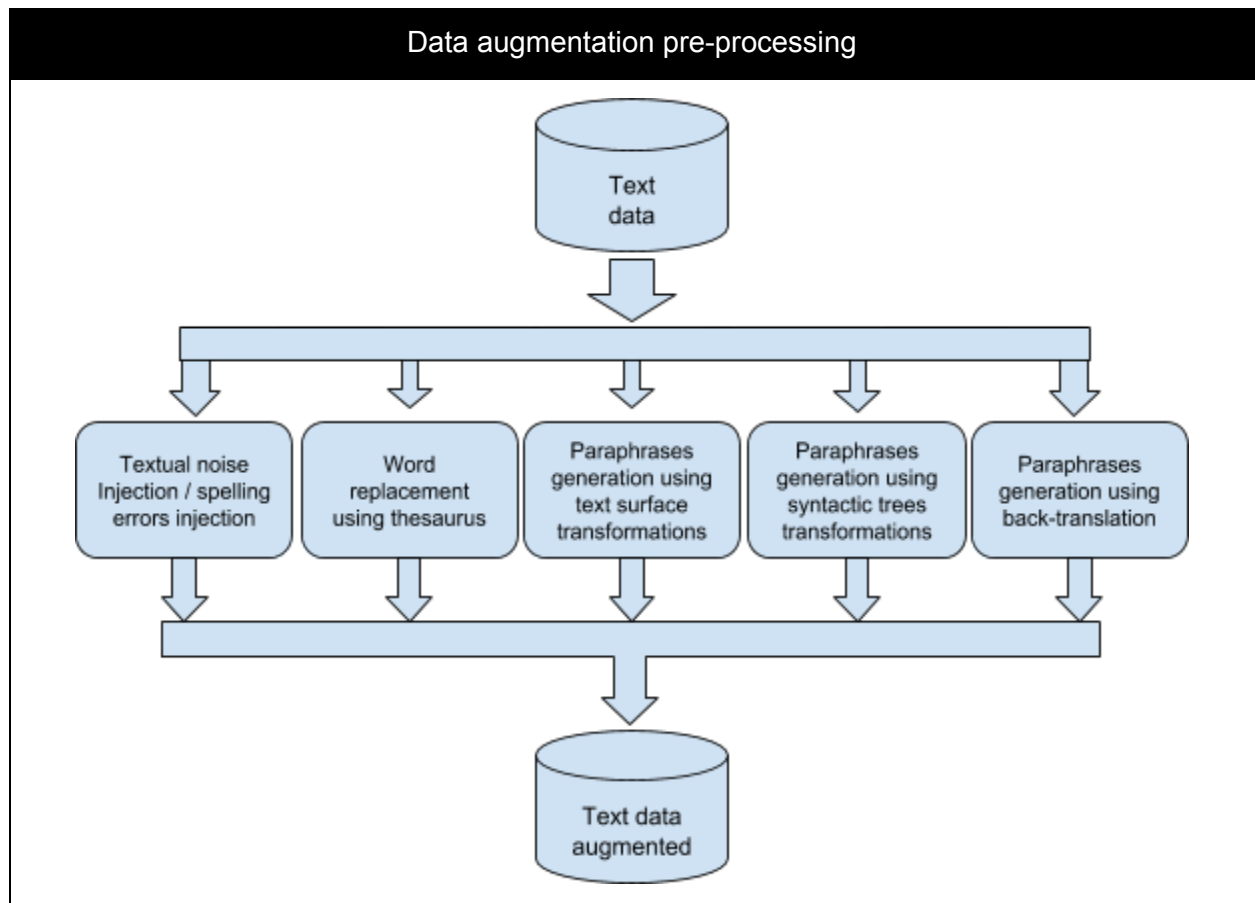 Data augmentation pre-processing
Text
data
Textual noise
Injection / spelling
errors injection
Word
replacement
using thesaurus
Paraphrases
generation using
text surface
transformations
Paraphrases
generation using
syntactic trees
transformations
Paraphrases
generation using
back-translation
Text data
augmented